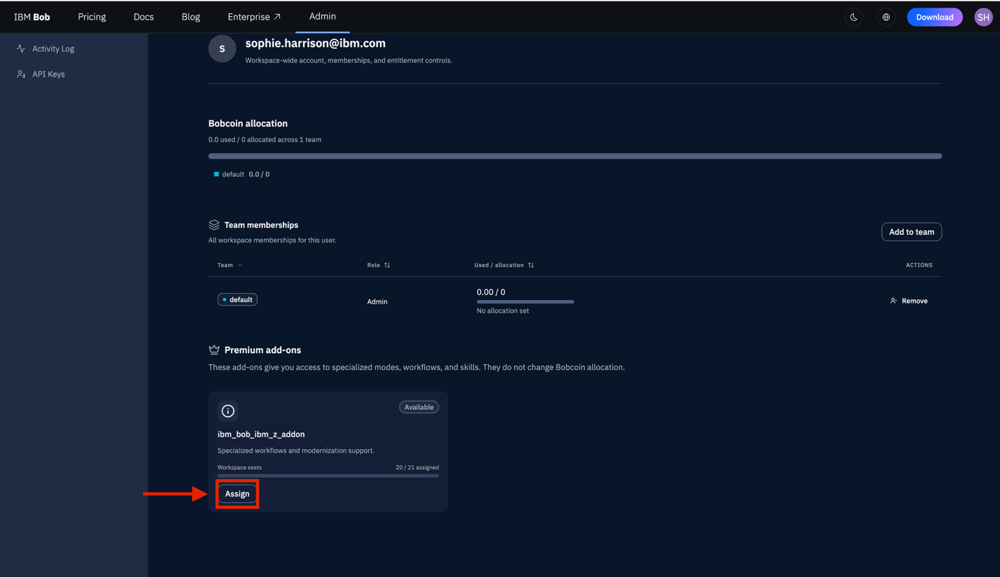 IBM Bob Pricing Docs Blog Enterprise Admin Download SH
Activity Log
API Keys
S
sophie.harrison@ibm.com
Workspace-wide account, memberships, and entitlement controls.
Bobcoin allocation
0.0 used / 0 allocated across 1 team
default 0.0 / 0
Team memberships
All workspace memberships for this user.
Add to team
Team Role Used / allocation ACTIONS
default Admin 0.00 / 0
No allocation set
Remove
Premium add-ons
These add-ons give you access to specialized modes, workflows, and skills. They do not change Bobcoin allocation.
Available
ibm_bob_ibm_z_addon
Specialized workflows and modernization support.
Workspace seats 20 / 21 assigned
Assign